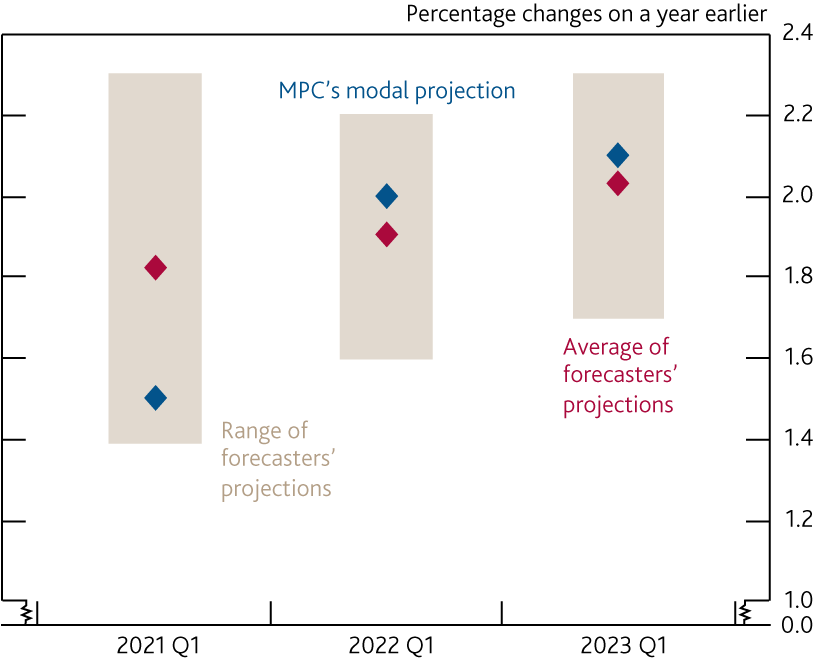 Percentage changes on a year earlier
2.4
MPC’s modal projection
2.2
2.0
1.8
Average of
forecasters’
projections
1.6
Range of
forecasters’
projections
1.4
1.2
1.0
0.0
2021 Q1
2022 Q1
2023 Q1